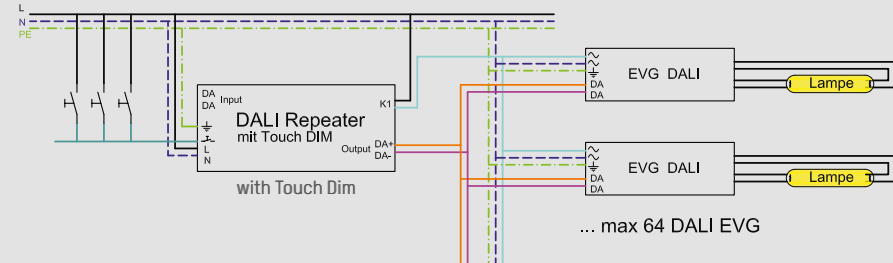 L
N
PE
DA
DA
Input
K1
DALI Repeater
mit Touch DIM
L
N
Output
DA+
DA-
with Touch Dim
EVG DALI
DA
DA
Lampe
EVG DALI
DA
DA
Lampe
... max 64 DALI EVG